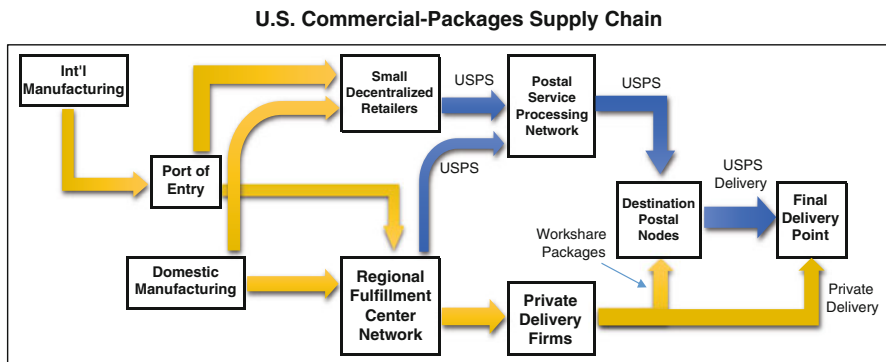 U.S. Commercial-Packages Supply Chain
Int'l
Manufacturing
Small
Decentralized
Retailers
USPS
Postal
Service
Processing
Network
USPS
Port of
Entry
USPS
Destination
Postal
Nodes
USPS
Delivery
Final
Delivery
Point
Workshare
Packages
Domestic
Manufacturing
Regional
Fulfillment
Center
Network
Private
Delivery
Firms
Private
Delivery